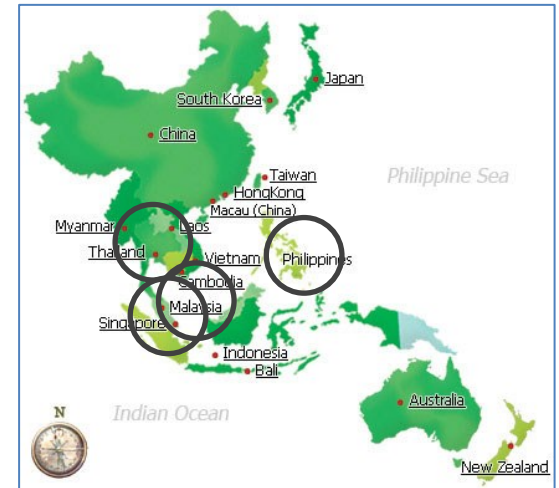 Japan
South Korea
China
Philippine Sea
Taiwan
HongKong
Macau (China)
Myanmar
Laos
Thailand
Vietnam
Philippines
Cambodia
Malaysia
Singapore
Indonesia
Bali
Australia
N
Indian Ocean
New Zealand